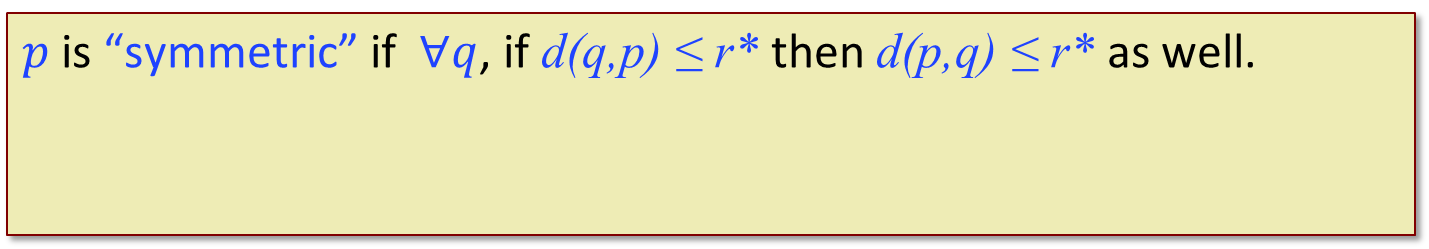 p is “symmetric” if ∀q, if d(q,p) ≤ r* then d(p,q) ≤ r* as well.